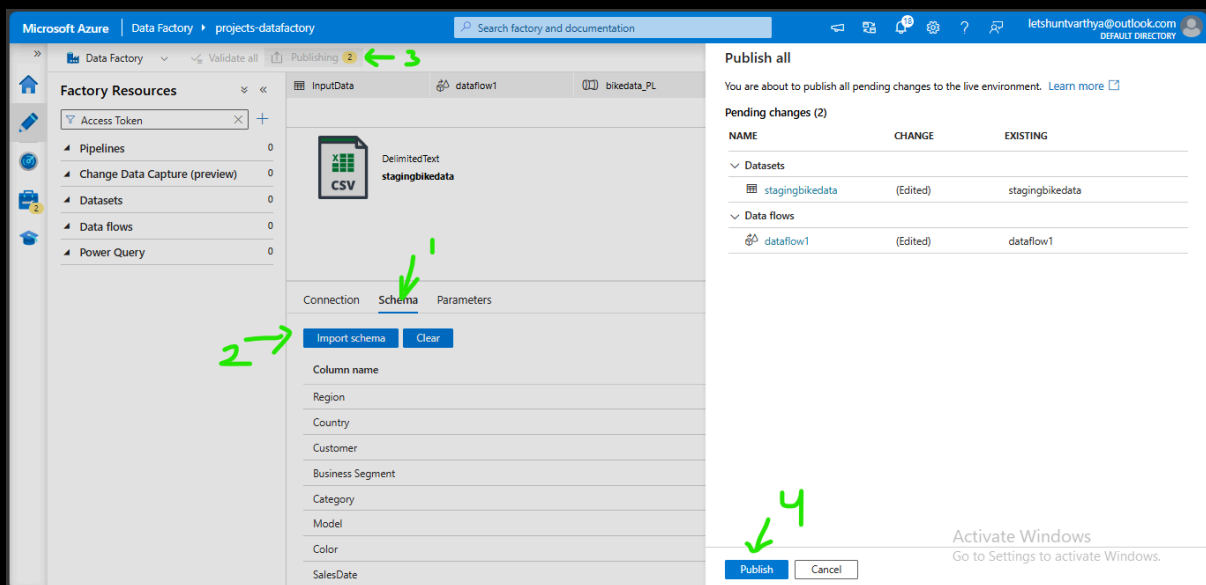 Microsoft Azure Data Factory projects-datafactory Search factory and documentation 18 letshuntvarthya@outlook.com
DEFAULT DIRECTORY
Data Factory Validate all Publishing 2 3
Factory Resources
Access Token
Pipelines 0
Change Data Capture (preview) 0
Datasets 0
Data flows 0
Power Query 0
2
InputData dataflow1 bikedata_PL
CSV
DelimitedText
stagingbikedata
1
Connection Schema Parameters
2 Import schema Clear
Column name
Region
Country
Customer
Business Segment
Category
Model
Color
SalesDate
Publish all
You are about to publish all pending changes to the live environment. Learn more
Pending changes (2)
NAME CHANGE EXISTING
Datasets
stagingbikedata (Edited) stagingbikedata
Data flows
dataflow1 (Edited) dataflow1
4
Publish Cancel
Activate Windows
Go to Settings to activate Windows.